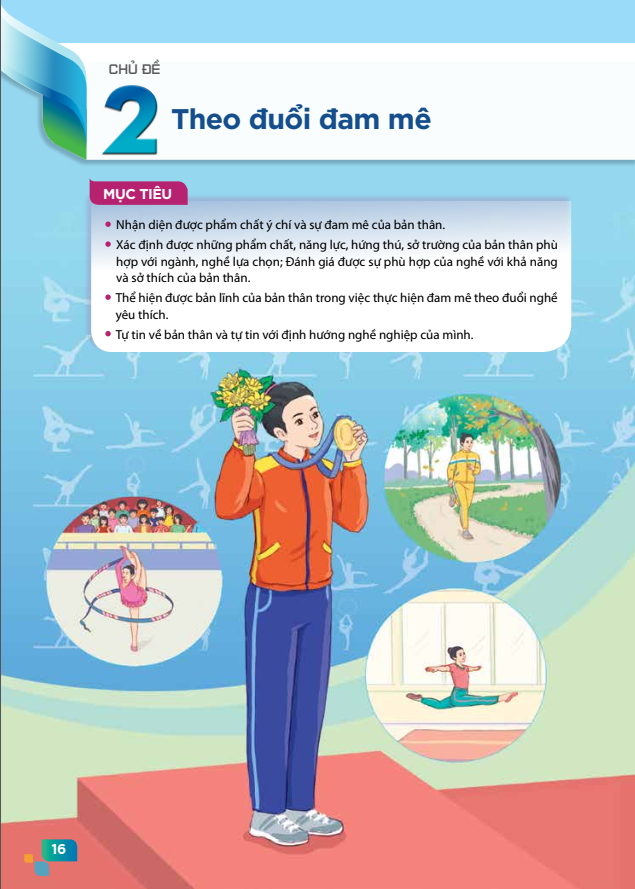 CHỦ ĐỀ
2
Theo đuổi đam mê
MỤC TIÊU
• Nhận diện được phẩm chất ý chí và sự đam mê của bản thân.
• Xác định được những phẩm chất, năng lực, hứng thú, sở trường của bản thân phù
hợp với ngành, nghề lựa chọn; Đánh giá được sự phù hợp của nghề với khả năng
và sở thích của bản thân.
• Thể hiện được bản lĩnh của bản thân trong việc thực hiện đam mê theo đuổi nghề
yêu thích.
• Tự tin về bản thân và tự tin với định hướng nghề nghiệp của mình.
16